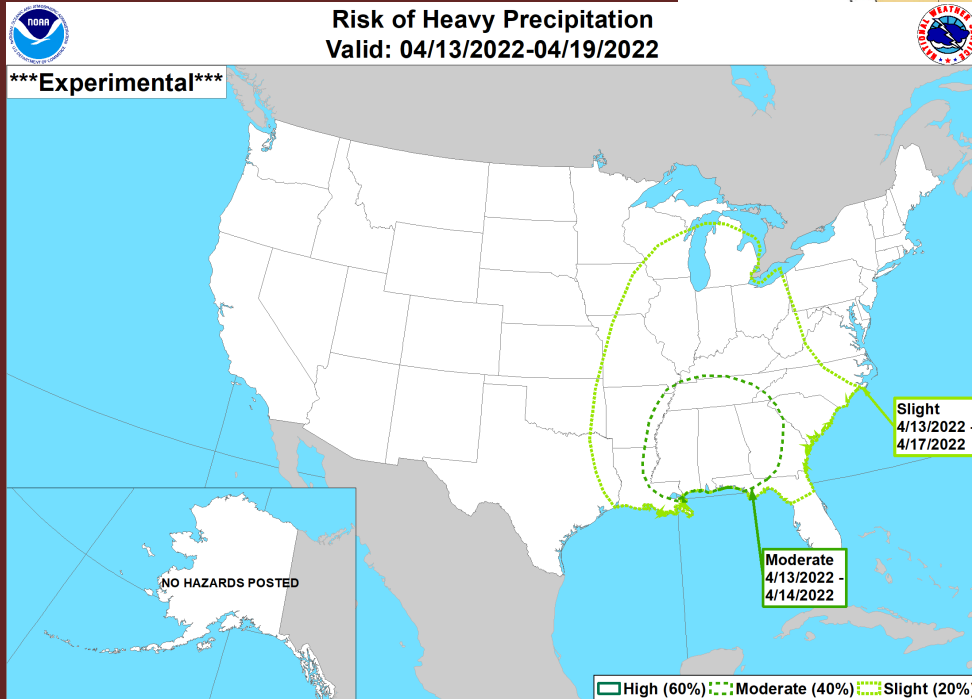 Risk of Heavy Precipitation
Valid: 04/13/2022-04/19/2022
NOAA
***Experimental***
Slight
4/13/2022 -
4/17/2022
Moderate
4/13/2022 -
4/14/2022
NO HAZARDS POSTED
High (60%) Moderate (40%) Slight (20%)